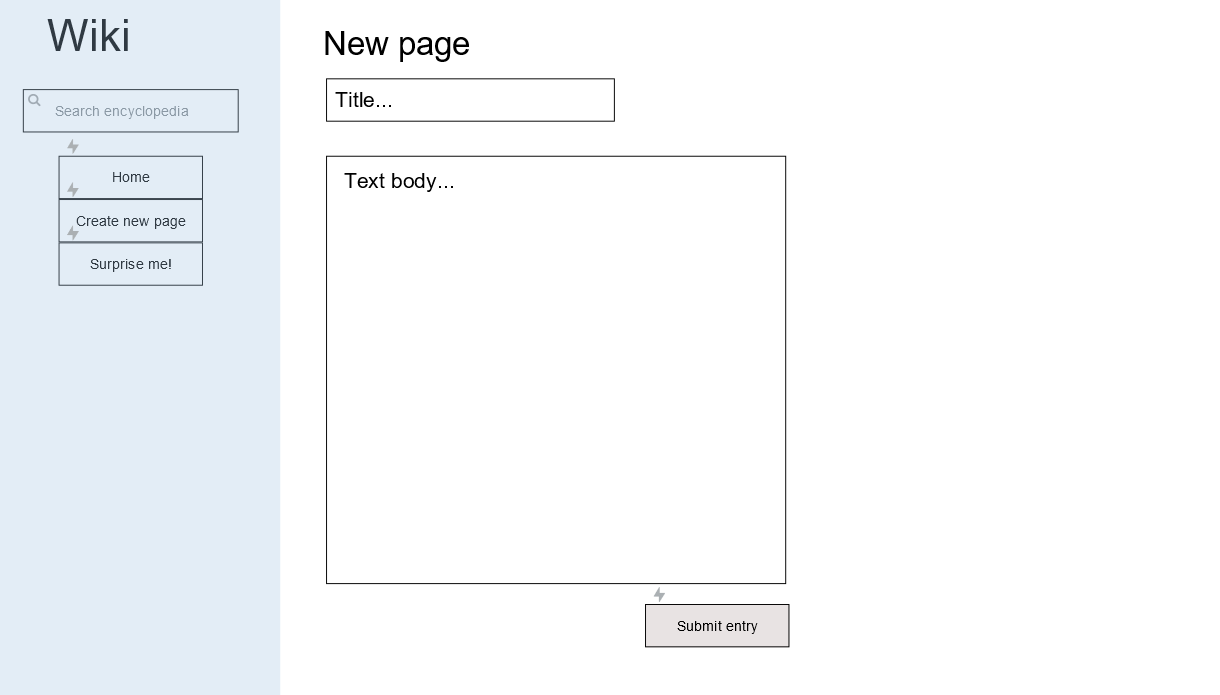 Wiki
Search encyclopedia
Home
Create new page
Surprise me!
New page
Title...
Text body...
Submit entry